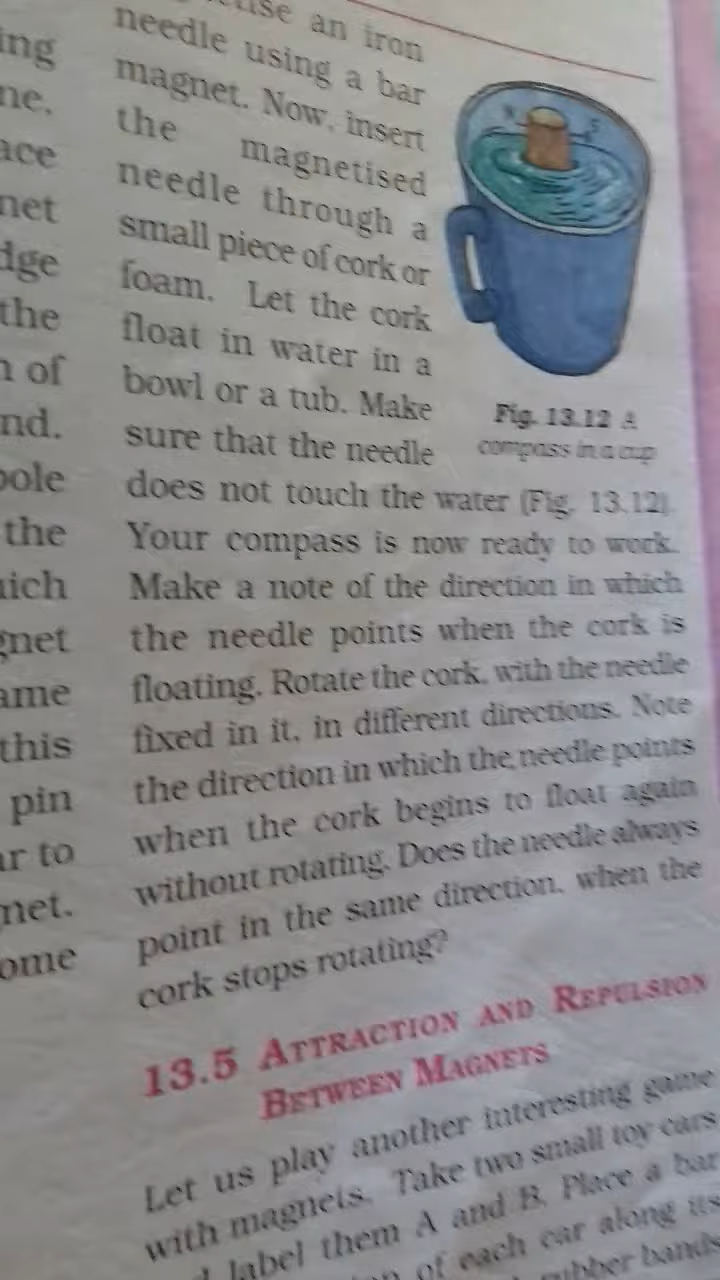 ing
ne.
ace
net
dge
the
n of
nd.
pole
the
hich
gnet
ame
this
pin
ar to
net.
ome
an iron
needle using a bar
magnet. Now, insert
the magnetised
needle through a
small piece of cork or
foam. Let the cork
float in water in a
bowl or a tub. Make
sure that the needle
does not touch the water (Fig. 13.12).
Your compass is now ready to work.
Make a note of the direction in which
the needle points when the cork is
floating. Rotate the cork, with the needle
fixed in it, in different directions. Note
the direction in which the needle points
when the cork begins to float again
without rotating. Does the needle always
point in the same direction, when the
cork stops rotating?
N S
Fig. 13.12 A
compass in a cup
13.5 ATTRACTION AND REPULSION
BETWEEN MAGNETS
Let us play another interesting game
with magnets. Take two small toy cars
label them A and B. Place a bar
of each car along its
rubber bands